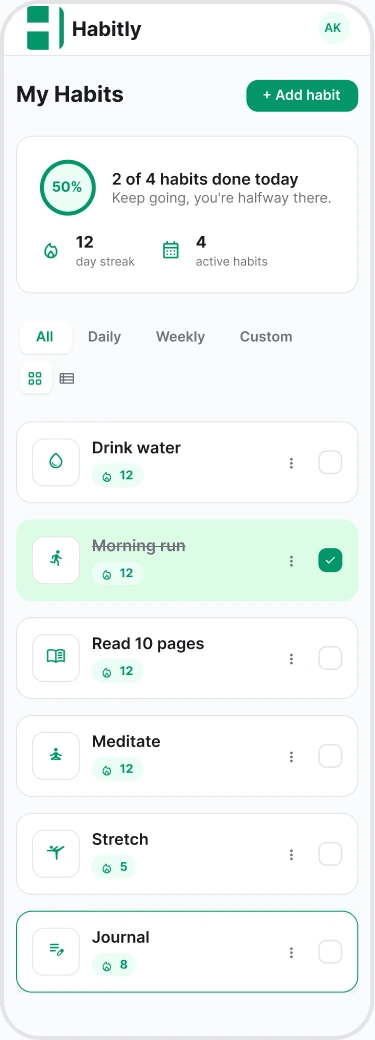 Habitly
AK
My Habits
+ Add habit
50%
2 of 4 habits done today
Keep going, you're halfway there.
12
day streak
4
active habits
All
Daily
Weekly
Custom
Drink water
12
Morning run
12
Read 10 pages
12
Meditate
12
Stretch
5
Journal
8